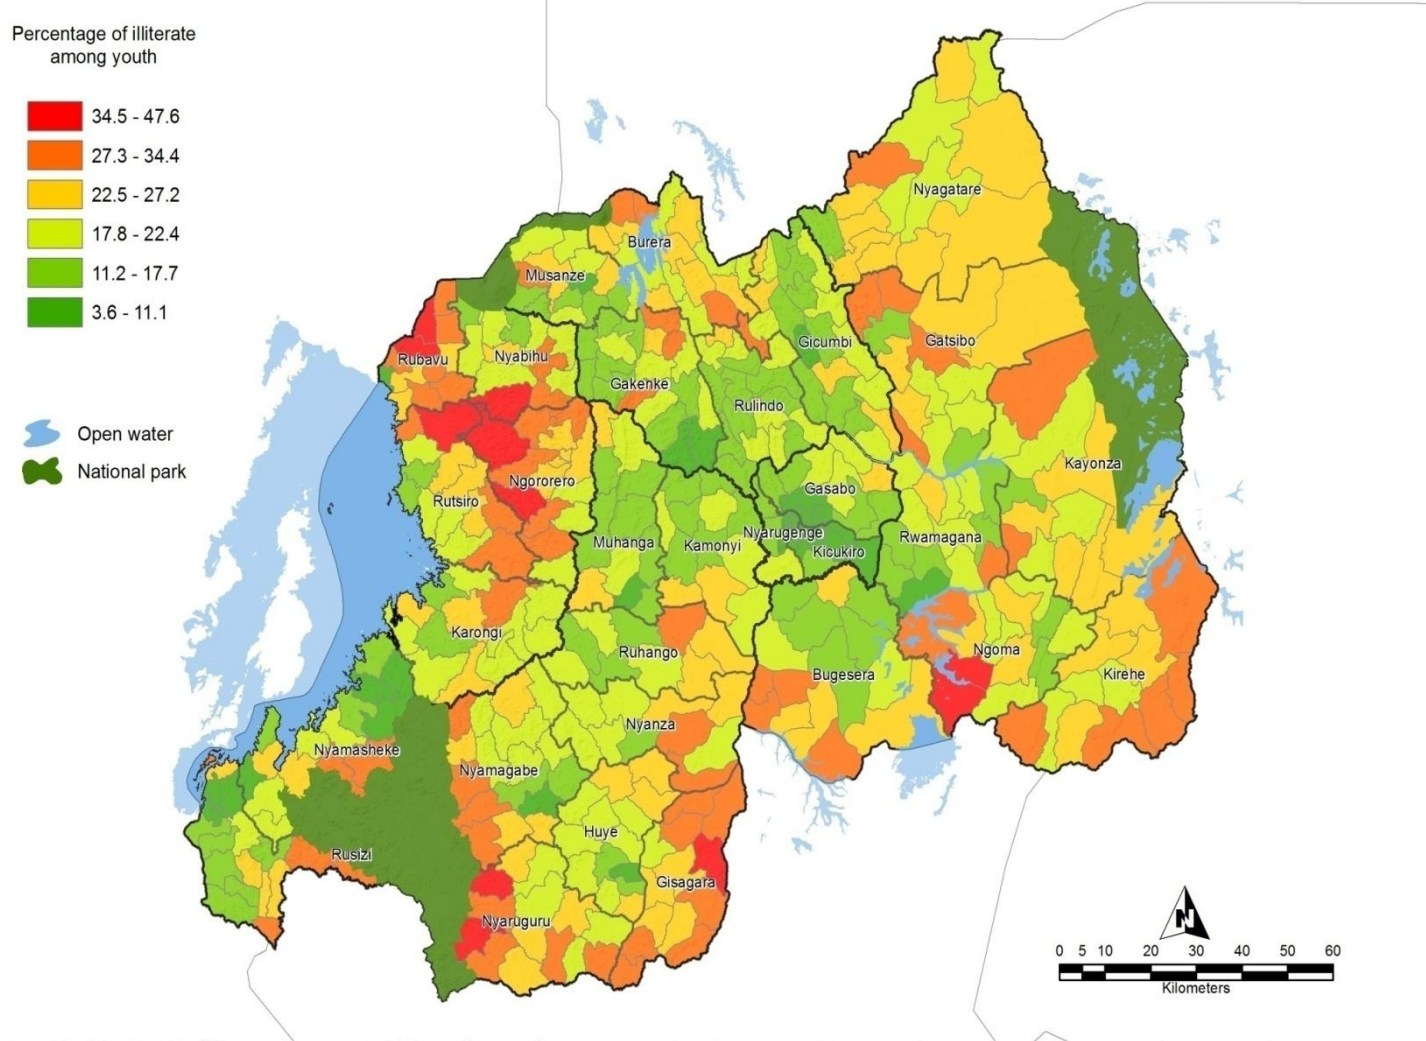 Percentage of illiterate
among youth
34.5 - 47.6
27.3 - 34.4
22.5 - 27.2
17.8 - 22.4
11.2 - 17.7
3.6 - 11.1
Open water
National park
Nyagatare
Burera
Musanze
Gicumbi
Gatsibo
Rubavu
Nyabihu
Gakenke
Rulindo
Kayonza
Ngororero
Gasabo
Rutsiro
Nyarugenge
Muhanga
Kamonyi
Kicukiro
Rwamagana
Karongi
Ruhango
Ngoma
Bugesera
Kirehe
Nyanza
Nyamasheke
Nyamagabe
Huye
Rusizi
Gisagara
Nyaruguru
N
0 5 10 20 30 40 50 60
Kilometers